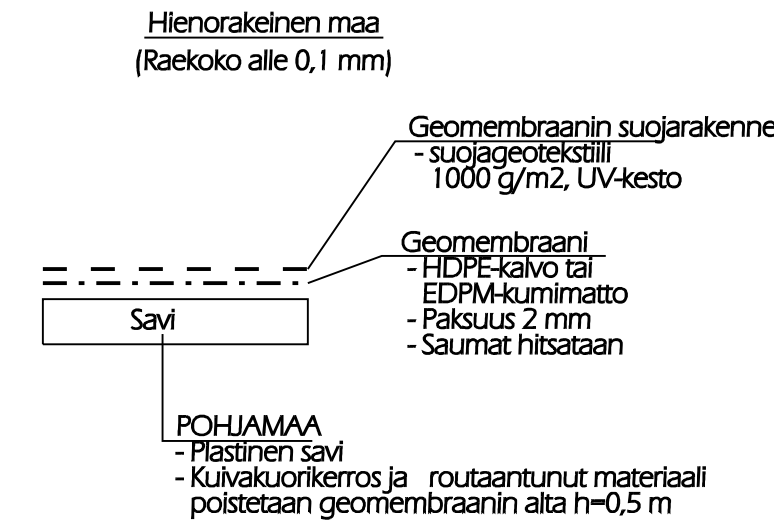 Hienorakeinen maa
(Raekoko alle 0,1 mm)
Geomembraanin suojarakenne
- suojageotekstiili
1000 g/m2, UV-kesto
Geomembraani
- HDPE-kalvo tai
EDPM-kumimatto
- Paksuus 2 mm
- Saumat hitsataan
Savi
POHJAMAA
- Plastinen savi
- Kuivakuorikerros ja routaantunut materiaali
poistetaan geomembraanin alta h=0,5 m